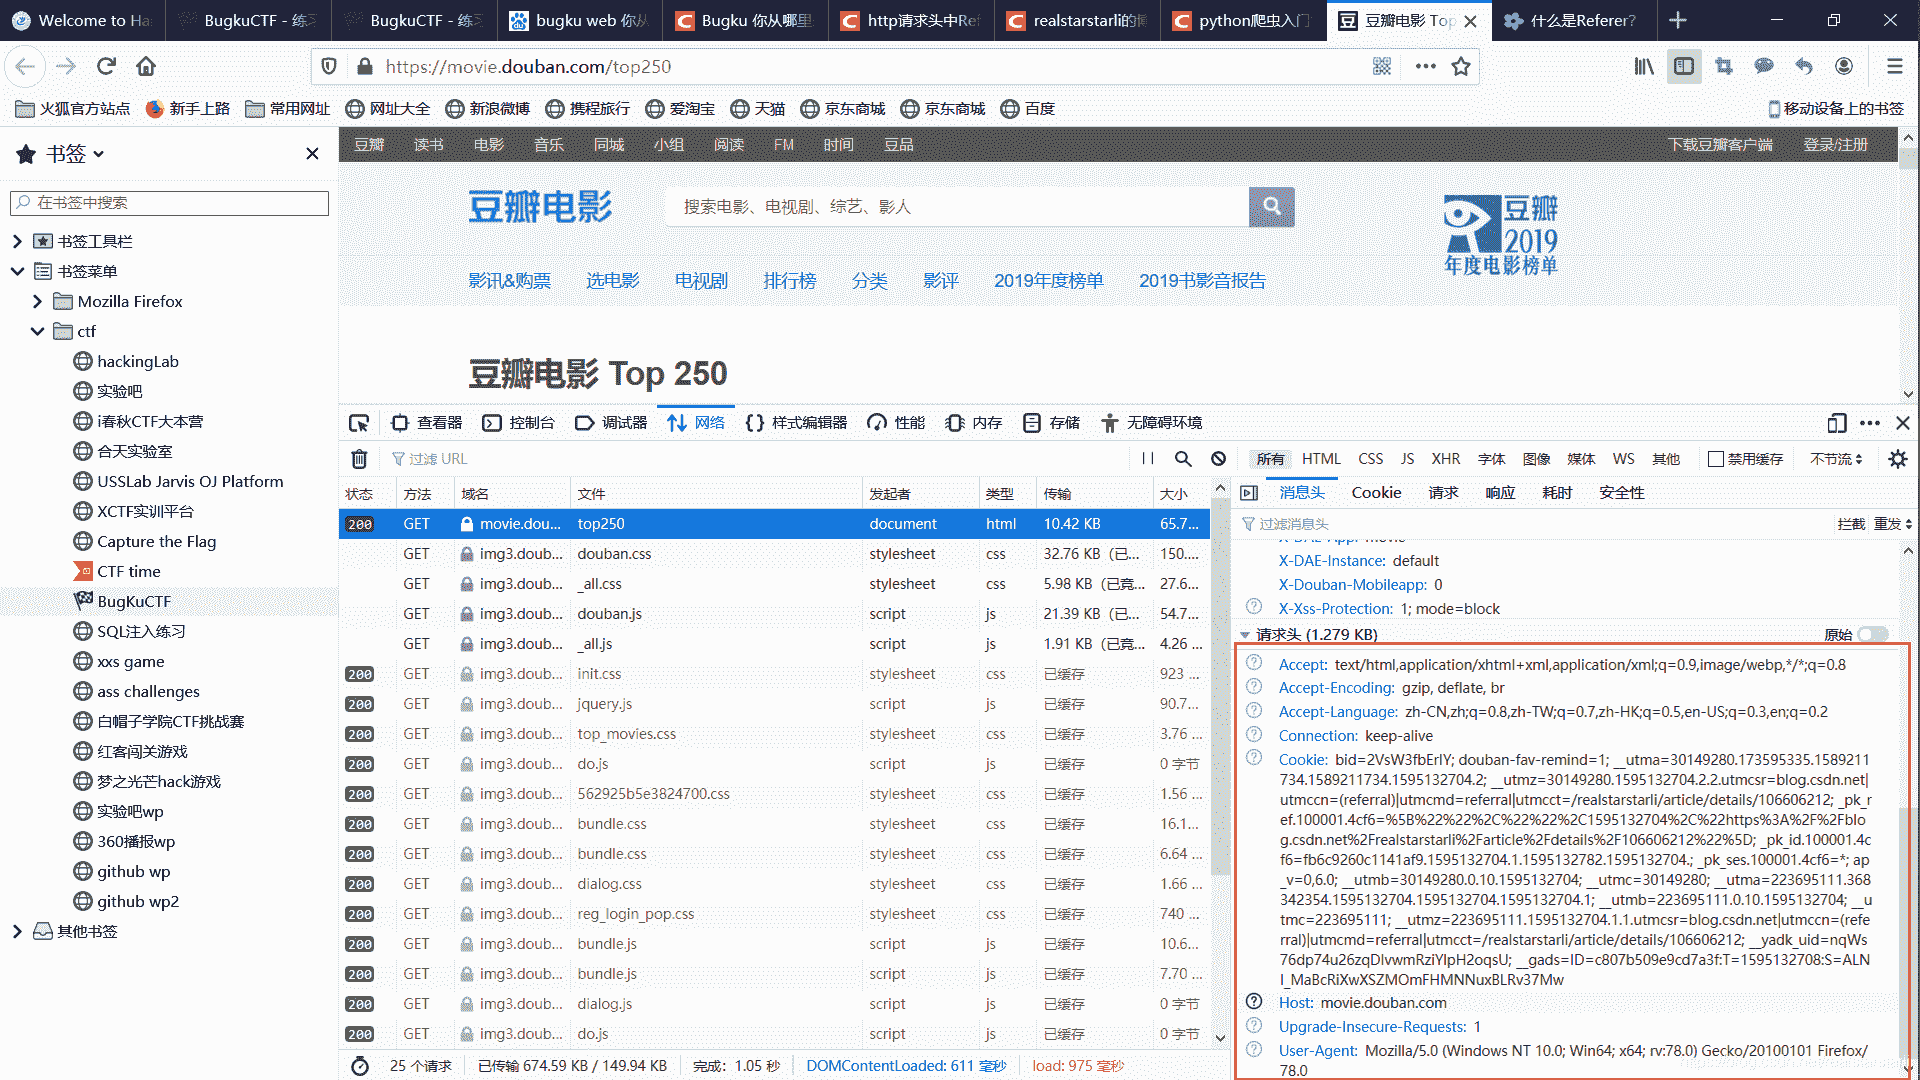 Welcome to Ha
BugkuCTF - 练
BugkuCTF - 练
bugku web 你从
Bugku 你从哪里
http请求头中Ref
realstarstarli的博
python爬虫入门
豆瓣电影 Top
什么是Referer?
https://movie.douban.com/top250
火狐官方站点
新手上路
常用网址
网址大全
新浪微博
携程旅行
爱淘宝
天猫
京东商城
京东商城
百度
移动设备上的书签
书签
在书签中搜索
书签工具栏
书签菜单
Mozilla Firefox
ctf
hackingLab
实验吧
i春秋CTF大本营
合天实验室
USSLab Jarvis OJ Platform
XCTF实训平台
Capture the Flag
CTF time
BugKuCTF
SQL注入练习
xxs game
ass challenges
白帽子学院CTF挑战赛
红客闯关游戏
梦之光芒hack游戏
实验吧wp
360播报wp
github wp
github wp2
其他书签
豆瓣 读书 电影 音乐 同城 小组 阅读 FM 时间 豆品 下载豆瓣客户端 登录/注册
豆瓣电影
搜索电影、电视剧、综艺、影人
豆瓣
2019
年度电影榜单
影讯&购票 选电影 电视剧 排行榜 分类 影评 2019年度榜单 2019书影音报告
豆瓣电影 Top 250
查看器 控制台 调试器 网络 {} 样式编辑器 性能 内存 存储 无障碍环境
过滤 URL
所有 HTML CSS JS XHR 字体 图像 媒体 WS 其他 禁用缓存 不节流
状态 方法 域名 文件 发起者 类型 传输 大小
200 GET movie.dou... top250 document html 10.42 KB 65.7...
GET img3.doub... douban.css stylesheet css 32.76 KB（已... 150....
GET img3.doub... _all.css stylesheet css 5.98 KB（已竞... 27.6...
GET img3.doub... douban.js script js 21.39 KB（已... 54.7...
GET img3.doub... _all.js script js 1.91 KB（已竞... 4.26 ...
200 GET img3.doub... init.css stylesheet css 已缓存 923 ...
200 GET img3.doub... jquery.js script js 已缓存 90.7...
200 GET img3.doub... top_movies.css stylesheet css 已缓存 3.76 ...
200 GET img3.doub... do.js script js 已缓存 0 字节
200 GET img3.doub... 562925b5e3824700.css stylesheet css 已缓存 1.56 ...
200 GET img3.doub... bundle.css stylesheet css 已缓存 16.1...
200 GET img3.doub... bundle.css stylesheet css 已缓存 6.64 ...
200 GET img3.doub... dialog.css stylesheet css 已缓存 1.66 ...
200 GET img3.doub... reg_login_pop.css stylesheet css 已缓存 740 ...
200 GET img3.doub... bundle.js script js 已缓存 10.6...
200 GET img3.doub... bundle.js script js 已缓存 7.70 ...
200 GET img3.doub... dialog.js script js 已缓存 0 字节
200 GET img3.doub... do.js script js 已缓存 0 字节
25 个请求 已传输 674.59 KB / 149.94 KB 完成：1.05 秒 DOMContentLoaded: 611 毫秒 load: 975 毫秒
消息头 Cookie 请求 响应 耗时 安全性
过滤消息头 拦截 重发
X-DAE-App: movie
X-DAE-Instance: default
X-Douban-Mobileapp: 0
X-Xss-Protection: 1; mode=block
请求头 (1.279 KB) 原始
Accept: text/html,application/xhtml+xml,application/xml;q=0.9,image/webp,*/*;q=0.8
Accept-Encoding: gzip, deflate, br
Accept-Language: zh-CN,zh;q=0.8,zh-TW;q=0.7,zh-HK;q=0.5,en-US;q=0.3,en;q=0.2
Connection: keep-alive
Cookie: bid=2VsW3fbErlY; douban-fav-remind=1; __utma=30149280.173595335.1589211
734.1589211734.1595132704.2; __utmz=30149280.1595132704.2.2.utmcsr=blog.csdn.net|
utmccn=(referral)|utmcmd=referral|utmcct=/realstarstarli/article/details/106606212; _pk_r
ef.100001.4cf6=%5B%22%22%2C%22%22%2C1595132704%2C%22https%3A%2F%2Fblo
g.csdn.net%2Frealstarstarli%2Farticle%2Fdetails%2F106606212%22%5D; _pk_id.100001.4c
f6=fb6c9260c1141af9.1595132704.1.1595132782.1595132704.; _pk_ses.100001.4cf6=*; ap
_v=0,6.0; __utmb=30149280.0.10.1595132704; __utmc=30149280; __utma=223695111.368
342354.1595132704.1595132704.1595132704.1; __utmb=223695111.0.10.1595132704; __u
tmc=223695111; __utmz=223695111.1595132704.1.1.utmcsr=blog.csdn.net|utmccn=(refe
rral)|utmcmd=referral|utmcct=/realstarstarli/article/details/106606212; __yadk_uid=nqWs
76dp74u26zqDlvwmRziYIpH2oqsU; __gads=ID=c807b509e9cd7a3f:T=1595132708:S=ALN
I_MaBcRiXwXSZMOmFHMNNuxBLRv37Mw
Host: movie.douban.com
Upgrade-Insecure-Requests: 1
User-Agent: Mozilla/5.0 (Windows NT 10.0; Win64; x64; rv:78.0) Gecko/20100101 Firefox/
78.0